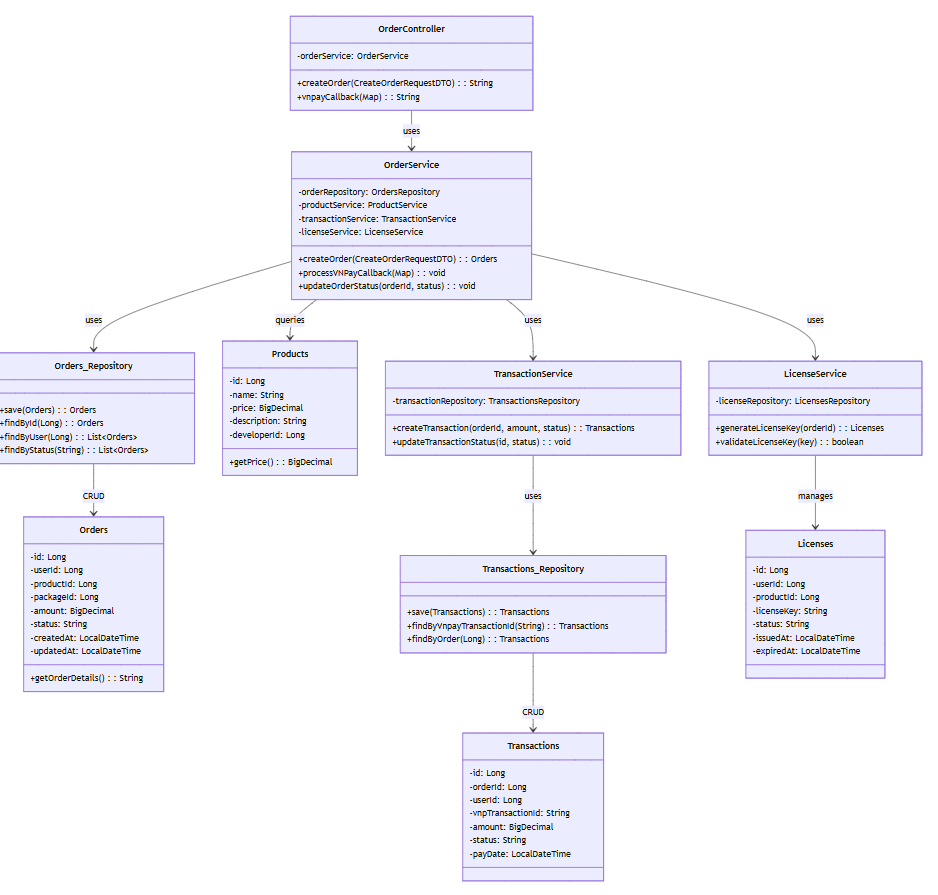 OrderController
-orderService: OrderService
+createOrder(CreateOrderRequestDTO) : : String
+vnpayCallback(Map) : : String
uses
OrderService
-orderRepository: OrdersRepository
-productService: ProductService
-transactionService: TransactionService
-licenseService: LicenseService
+createOrder(CreateOrderRequestDTO) : : Orders
+processVNPayCallback(Map) : : void
+updateOrderStatus(orderId, status) : : void
uses
queries
uses
uses
Orders_Repository
+save(Orders) : : Orders
+findById(Long) : : Orders
+findByUser(Long) : : List<Orders>
+findByStatus(String) : : List<Orders>
Products
-id: Long
-name: String
-price: BigDecimal
-description: String
-developerId: Long
+getPrice() : : BigDecimal
TransactionService
-transactionRepository: TransactionsRepository
+createTransaction(orderId, amount, status) : : Transactions
+updateTransactionStatus(id, status) : : void
LicenseService
-licenseRepository: LicensesRepository
+generateLicenseKey(orderId) : : Licenses
+validateLicenseKey(key) : : boolean
CRUD
uses
manages
Orders
-id: Long
-userId: Long
-productId: Long
-packageId: Long
-amount: BigDecimal
-status: String
-createdAt: LocalDateTime
-updatedAt: LocalDateTime
+getOrderDetails() : : String
Transactions_Repository
+save(Transactions) : : Transactions
+findByVnpayTransactionId(String) : : Transactions
+findByOrder(Long) : : Transactions
Licenses
-id: Long
-userId: Long
-productId: Long
-licenseKey: String
-status: String
-issuedAt: LocalDateTime
-expiredAt: LocalDateTime
CRUD
Transactions
-id: Long
-orderId: Long
-userId: Long
-vnpTransactionId: String
-amount: BigDecimal
-status: String
-payDate: LocalDateTime